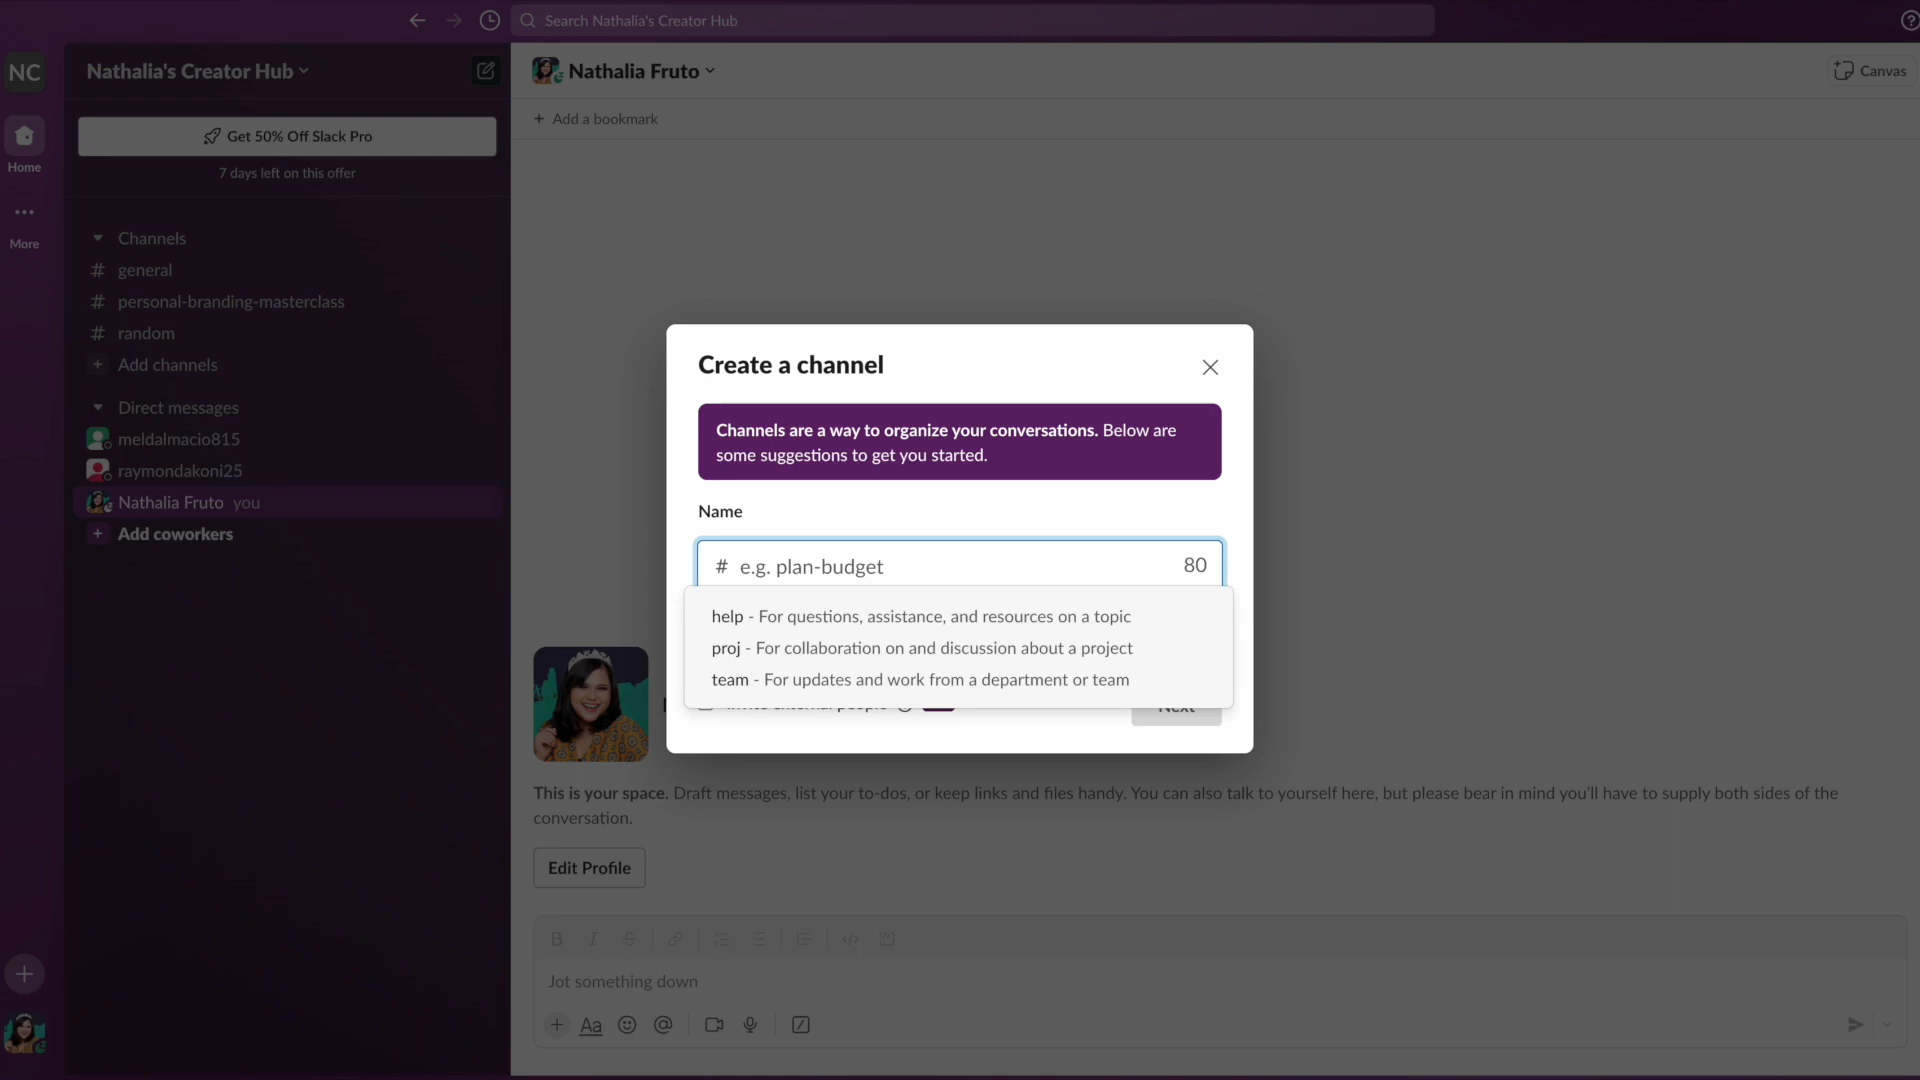 Search Nathalia's Creator Hub
NC
Nathalia's Creator Hub
Nathalia Fruto
Canvas
Get 50% Off Slack Pro
7 days left on this offer
+ Add a bookmark
Home
More
Channels
# general
# personal-branding-masterclass
# random
+ Add channels
Direct messages
meldalmacio815
raymondakoni25
Nathalia Fruto you
+ Add coworkers
Create a channel
Channels are a way to organize your conversations. Below are
some suggestions to get you started.
Name
# e.g. plan-budget 80
help - For questions, assistance, and resources on a topic
proj - For collaboration on and discussion about a project
team - For updates and work from a department or team
Invite external people
Next
This is your space. Draft messages, list your to-dos, or keep links and files handy. You can also talk to yourself here, but please bear in mind you'll have to supply both sides of the
conversation.
Edit Profile
B I S
Jot something down
+ Aa @